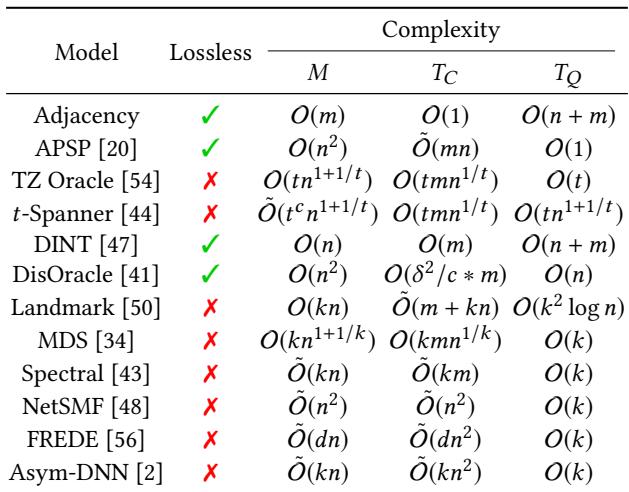 Model Lossless Complexity
M T_C T_Q
Adjacency ✓ O(m) O(1) O(n + m)
APSP [20] ✓ O(n^2) Õ(mn) O(1)
TZ Oracle [54] ✗ O(tn^{1+1/t}) O(tmn^{1/t}) O(t)
t-Spanner [44] ✗ Õ(t^c n^{1+1/t}) O(tmn^{1/t}) O(tn^{1+1/t})
DINT [47] ✓ O(n) O(m) O(n + m)
DisOracle [41] ✓ O(n^2) O(δ^2/c ∗ m) O(n)
Landmark [50] ✗ O(kn) Õ(m + kn) O(k^2 log n)
MDS [34] ✗ O(kn^{1+1/k}) O(kmn^{1/k}) O(k)
Spectral [43] ✗ Õ(kn) Õ(km) O(k)
NetSMF [48] ✗ Õ(n^2) Õ(n^2) O(k)
FREDE [56] ✗ Õ(dn) Õ(dn^2) O(k)
Asym-DNN [2] ✗ Õ(kn) Õ(kn^2) O(k)